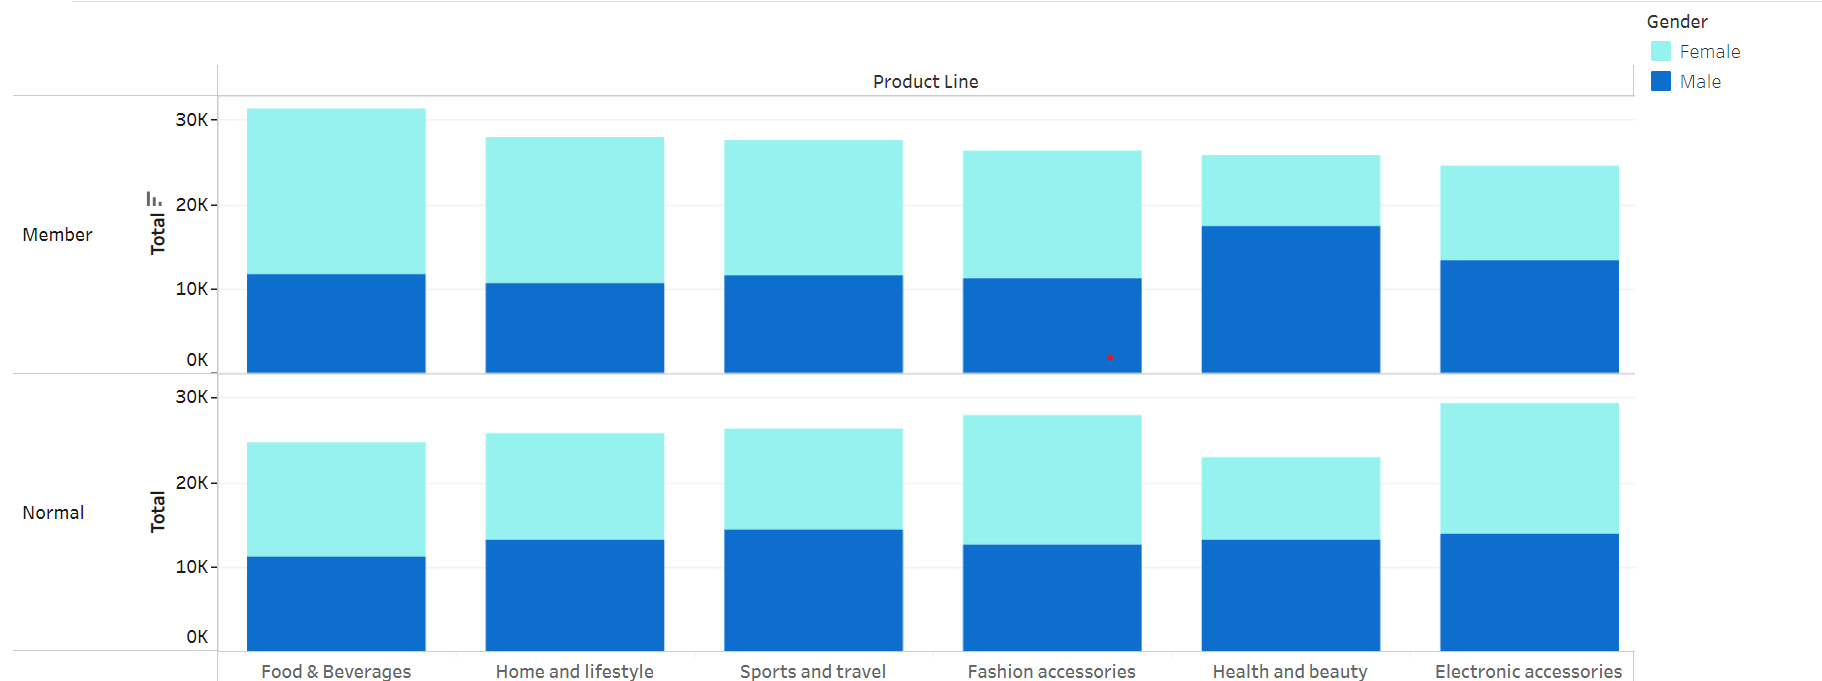 Gender
Female
Male
Product Line
30K
20K
10K
0K
Total
Member
30K
20K
10K
0K
Total
Normal
Food & Beverages
Home and lifestyle
Sports and travel
Fashion accessories
Health and beauty
Electronic accessories